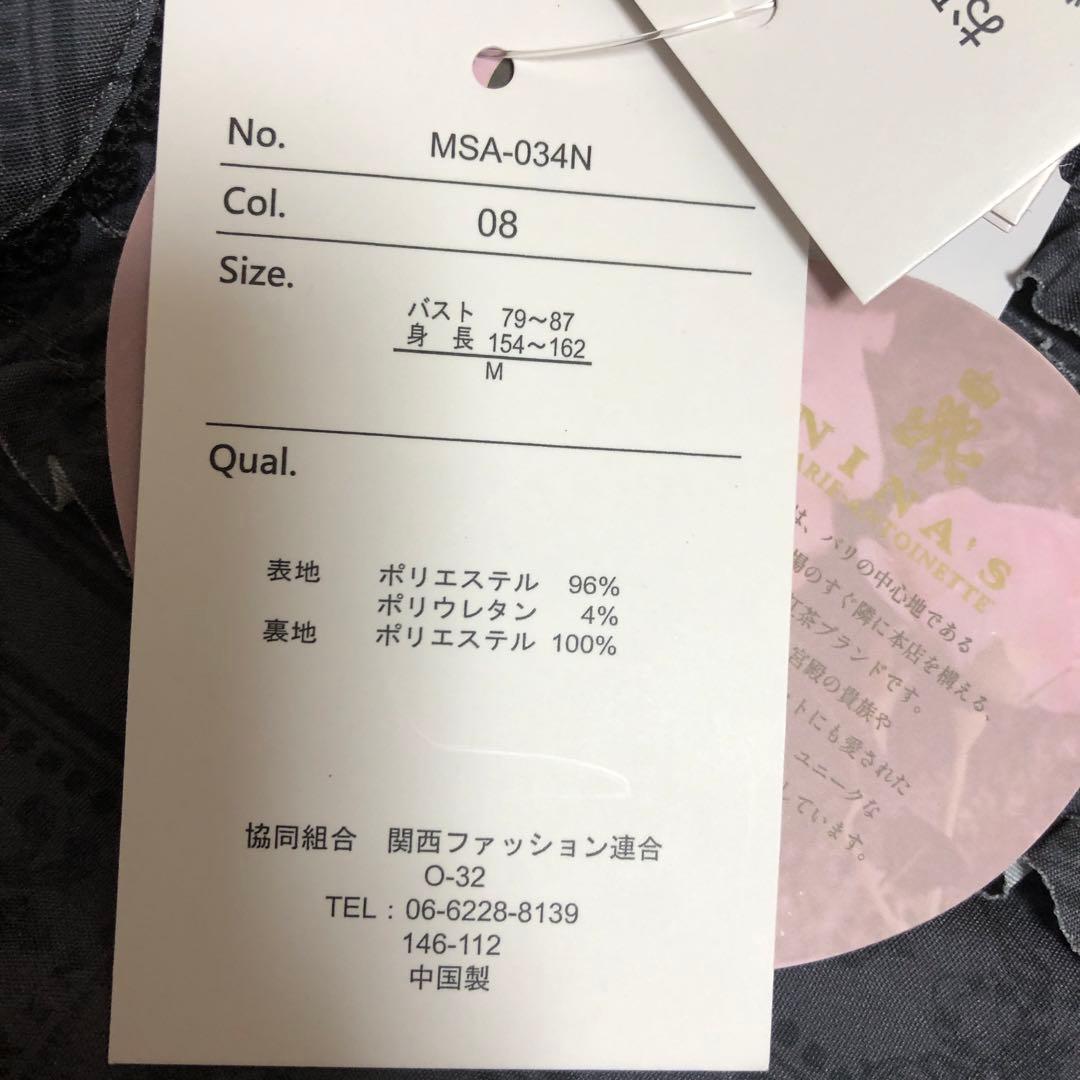 No. MSA-034N
Col. 08
Size.
バスト 79～87
身 長 154～162
M
Qual.
表地 ポリエステル 96%
ポリウレタン 4%
裏地 ポリエステル 100%
協同組合 関西ファッション連合
O-32
TEL : 06-6228-8139
146-112
中国製
NINA's
MARIE-ANTOINETTE
は、パリの中心地である
場のすぐ隣に本店を構える、
紅茶ブランドです。
宮殿の貴族や
トにも愛された
ユニークな
しています。
お